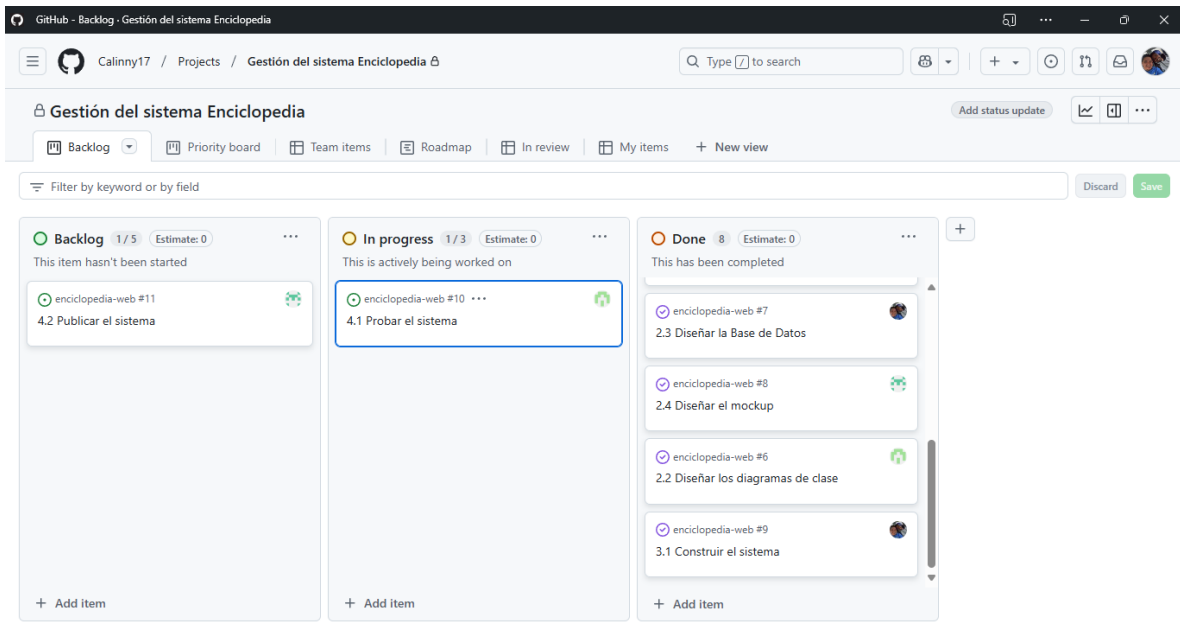 GitHub - Backlog · Gestión del sistema Enciclopedia
Calinny17 / Projects / Gestión del sistema Enciclopedia
Type / to search
Gestión del sistema Enciclopedia
Add status update
Backlog
Priority board
Team items
Roadmap
In review
My items
+ New view
Filter by keyword or by field
Discard
Save
Backlog 1 / 5 Estimate: 0
This item hasn't been started
enciclopedia-web #11
4.2 Publicar el sistema
+ Add item
In progress 1 / 3 Estimate: 0
This is actively being worked on
enciclopedia-web #10
4.1 Probar el sistema
+ Add item
Done 8 Estimate: 0
This has been completed
enciclopedia-web #7
2.3 Diseñar la Base de Datos
enciclopedia-web #8
2.4 Diseñar el mockup
enciclopedia-web #6
2.2 Diseñar los diagramas de clase
enciclopedia-web #9
3.1 Construir el sistema
+ Add item